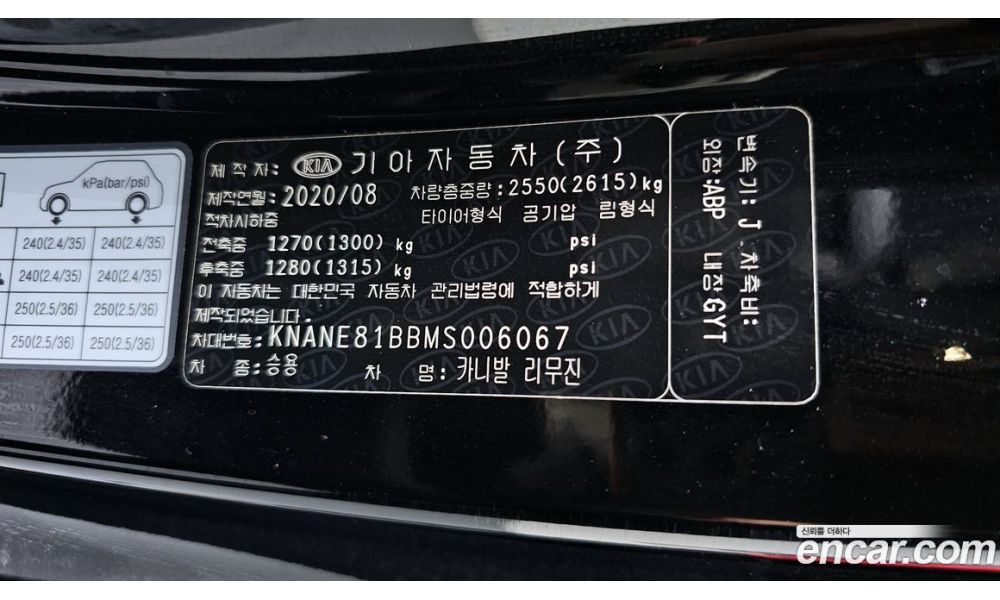 kPa(bar/psi)
240(2.4/35) 240(2.4/35)
240(2.4/35) 240(2.4/35)
250(2.5/36) 250(2.5/36)
250(2.5/36) 250(2.5/36)
제 작 자: KIA 기아자동차(주)
제작연월: 2020/08 차량총중량: 2550(2615)kg
적차시하중 타이어형식 공기압 림형식
전축중 1270(1300) kg psi
후축중 1280(1315) kg psi
이 자동차는 대한민국 자동차 관리법령에 적합하게
제작되었습니다.
차대번호: KNANE81BBMS006067
차 종: 승용 차 명: 카니발 리무진
변속기: J 차축비:
외장ABP 내장GYT
신뢰를 더하다
encar.com